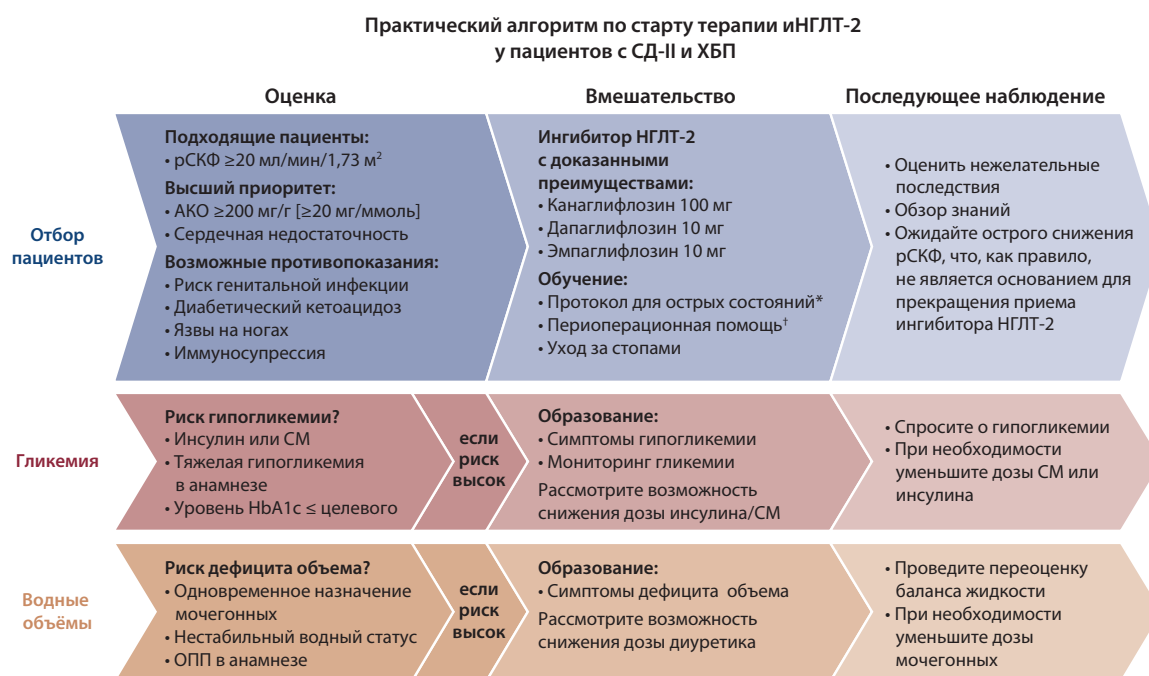 Практический алгоритм по старту терапии иНГЛТ-2
у пациентов с СД-II и ХБП
Оценка
Вмешательство
Последующее наблюдение
Отбор
пациентов
Подходящие пациенты:
• рСКФ ≥20 мл/мин/1,73 м²
Высший приоритет:
• АКО ≥200 мг/г [≥20 мг/ммоль]
• Сердечная недостаточность
Возможные противопоказания:
• Риск генитальной инфекции
• Диабетический кетоацидоз
• Язвы на ногах
• Иммуносупрессия
Ингибитор НГЛТ-2
с доказанными
преимуществами:
• Канаглифлозин 100 мг
• Дапаглифлозин 10 мг
• Эмпаглифлозин 10 мг
Обучение:
• Протокол для острых состояний*
• Периоперационная помощь†
• Уход за стопами
• Оценить нежелательные
последствия
• Обзор знаний
• Ожидайте острого снижения
рСКФ, что, как правило,
не является основанием для
прекращения приема
ингибитора НГЛТ-2
Гликемия
Риск гипогликемии?
• Инсулин или СМ
• Тяжелая гипогликемия
в анамнезе
• Уровень HbA1c ≤ целевого
если
риск
высок
Образование:
• Симптомы гипогликемии
• Мониторинг гликемии
Рассмотрите возможность
снижения дозы инсулина/СМ
• Спросите о гипогликемии
• При необходимости
уменьшите дозы СМ или
инсулина
Водные
объёмы
Риск дефицита объема?
• Одновременное назначение
мочегонных
• Нестабильный водный статус
• ОПП в анамнезе
если
риск
высок
Образование:
• Симптомы дефицита объема
Рассмотрите возможность
снижения дозы диуретика
• Проведите переоценку
баланса жидкости
• При необходимости
уменьшите дозы
мочегонных